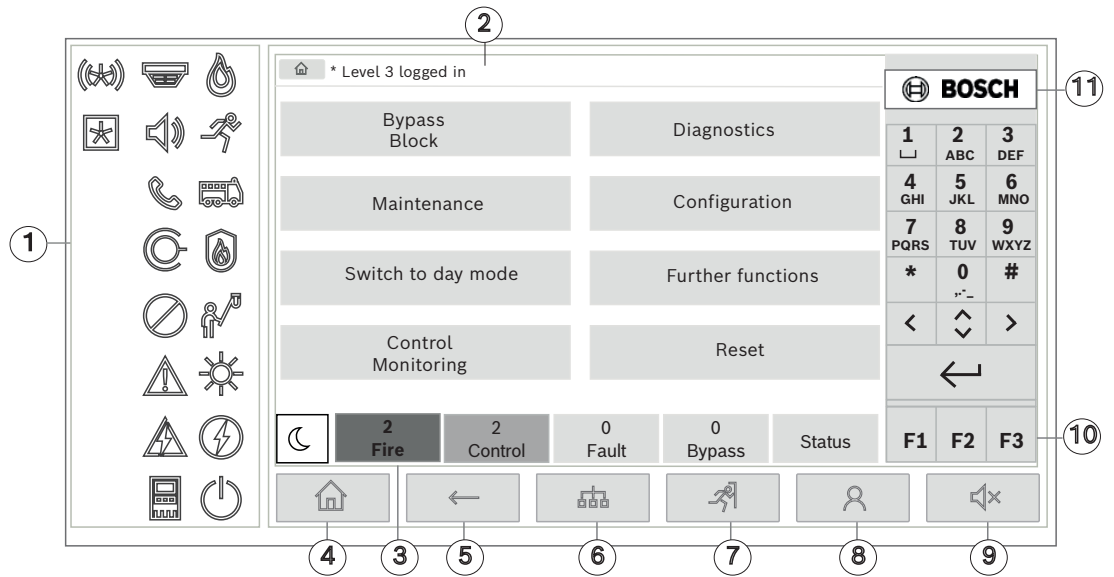 2
* Level 3 logged in
BOSCH
11
Bypass
Block
Diagnostics
1
2
ABC
3
DEF
Maintenance
Configuration
4
GHI
5
JKL
6
MNO
1
7
PQRS
8
TUV
9
WXYZ
Switch to day mode
Further functions
*
0
,.-_
#
<
>
Control
Monitoring
Reset
2
Fire
2
Control
0
Fault
0
Bypass
Status
F1
F2
F3
10
4
3
5
6
7
8
9